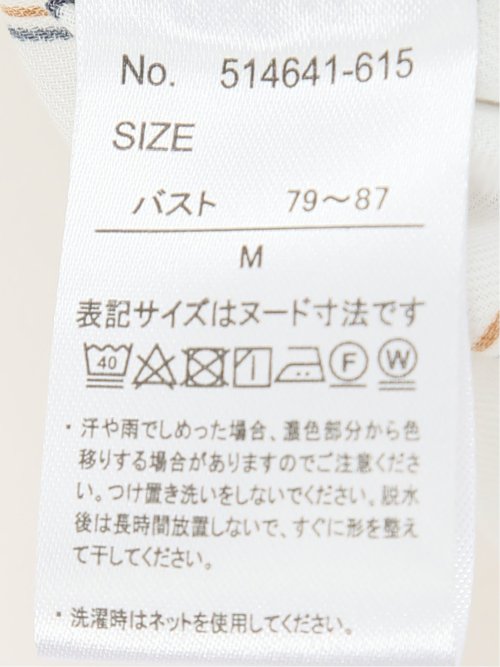 No. 514641-615
SIZE
バスト 79～87
M
表記サイズはヌード寸法です
40 F W
・汗や雨でしめった場合、濃色部分から色
移りする場合がありますのでご注意くださ
い。つけ置き洗いをしないでください。脱水
後は長時間放置しないで、すぐに形を整え
て干してください。
・洗濯時はネットを使用してください。